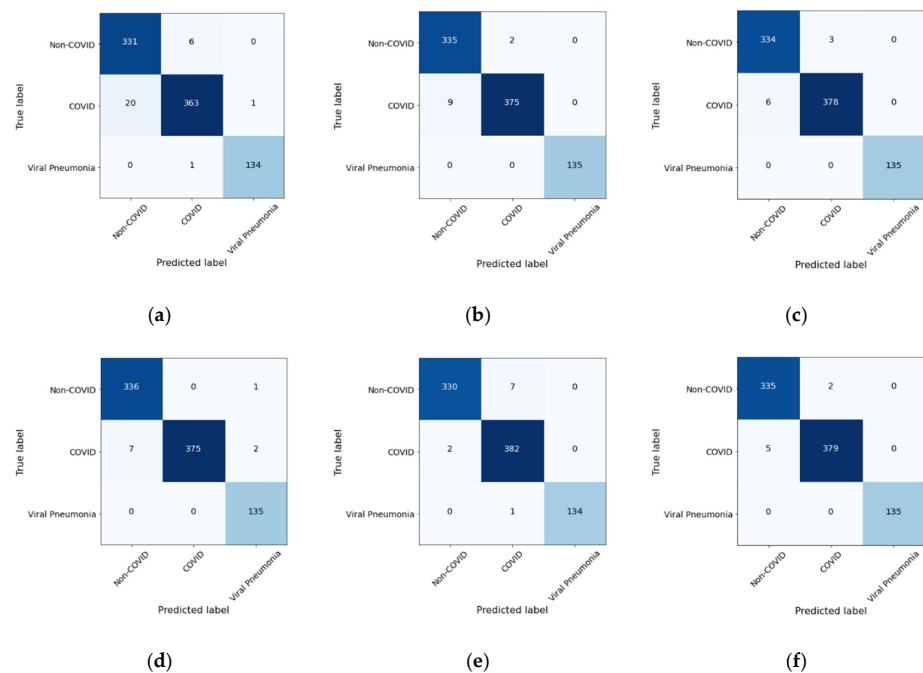 Non-COVID 331 6 0
COVID 20 363 1
Viral Pneumonia 0 1 134
True label
Non-COVID COVID Viral Pneumonia
Predicted label
(a)
Non-COVID 335 2 0
COVID 9 375 0
Viral Pneumonia 0 0 135
True label
Non-COVID COVID Viral Pneumonia
Predicted label
(b)
Non-COVID 334 3 0
COVID 6 378 0
Viral Pneumonia 0 0 135
True label
Non-COVID COVID Viral Pneumonia
Predicted label
(c)
Non-COVID 336 0 1
COVID 7 375 2
Viral Pneumonia 0 0 135
True label
Non-COVID COVID Viral Pneumonia
Predicted label
(d)
Non-COVID 330 7 0
COVID 2 382 0
Viral Pneumonia 0 1 134
True label
Non-COVID COVID Viral Pneumonia
Predicted label
(e)
Non-COVID 335 2 0
COVID 5 379 0
Viral Pneumonia 0 0 135
True label
Non-COVID COVID Viral Pneumonia
Predicted label
(f)